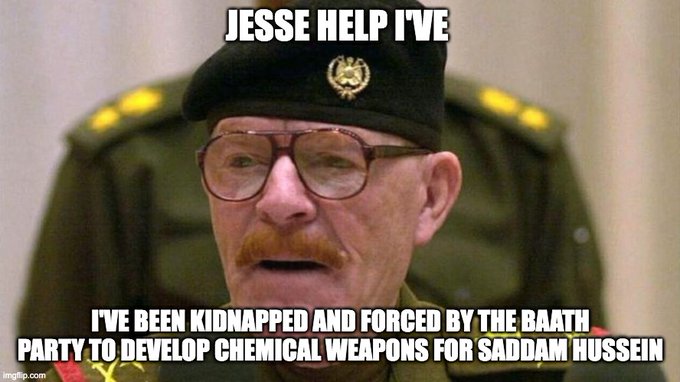 JESSE HELP I'VE
I'VE BEEN KIDNAPPED AND FORCED BY THE BAATH
PARTY TO DEVELOP CHEMICAL WEAPONS FOR SADDAM HUSSEIN
imgflip.com